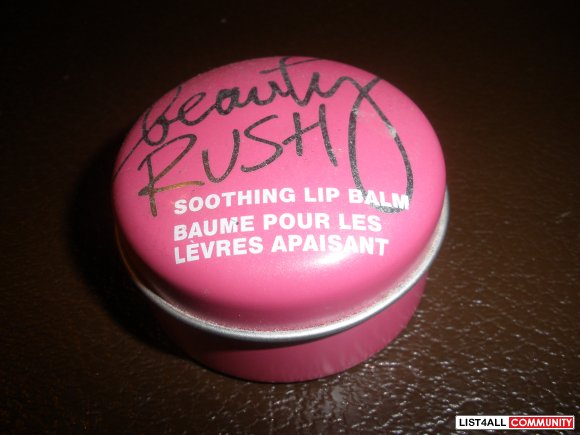 beauty
RUSH
SOOTHING LIP BALM
BAUME POUR LES
LÈVRES APAISANT
LIST4ALL COMMUNITY